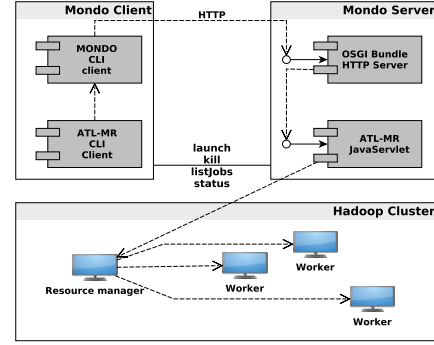 Mondo Client
HTTP
Mondo Server
MONDO
CLI
client
OSGI Bundle
HTTP Server
ATL-MR
CLI
Client
launch
kill
listJobs
status
ATL-MR
JavaServlet
Hadoop Cluster
Resource manager
Worker
Worker
Worker